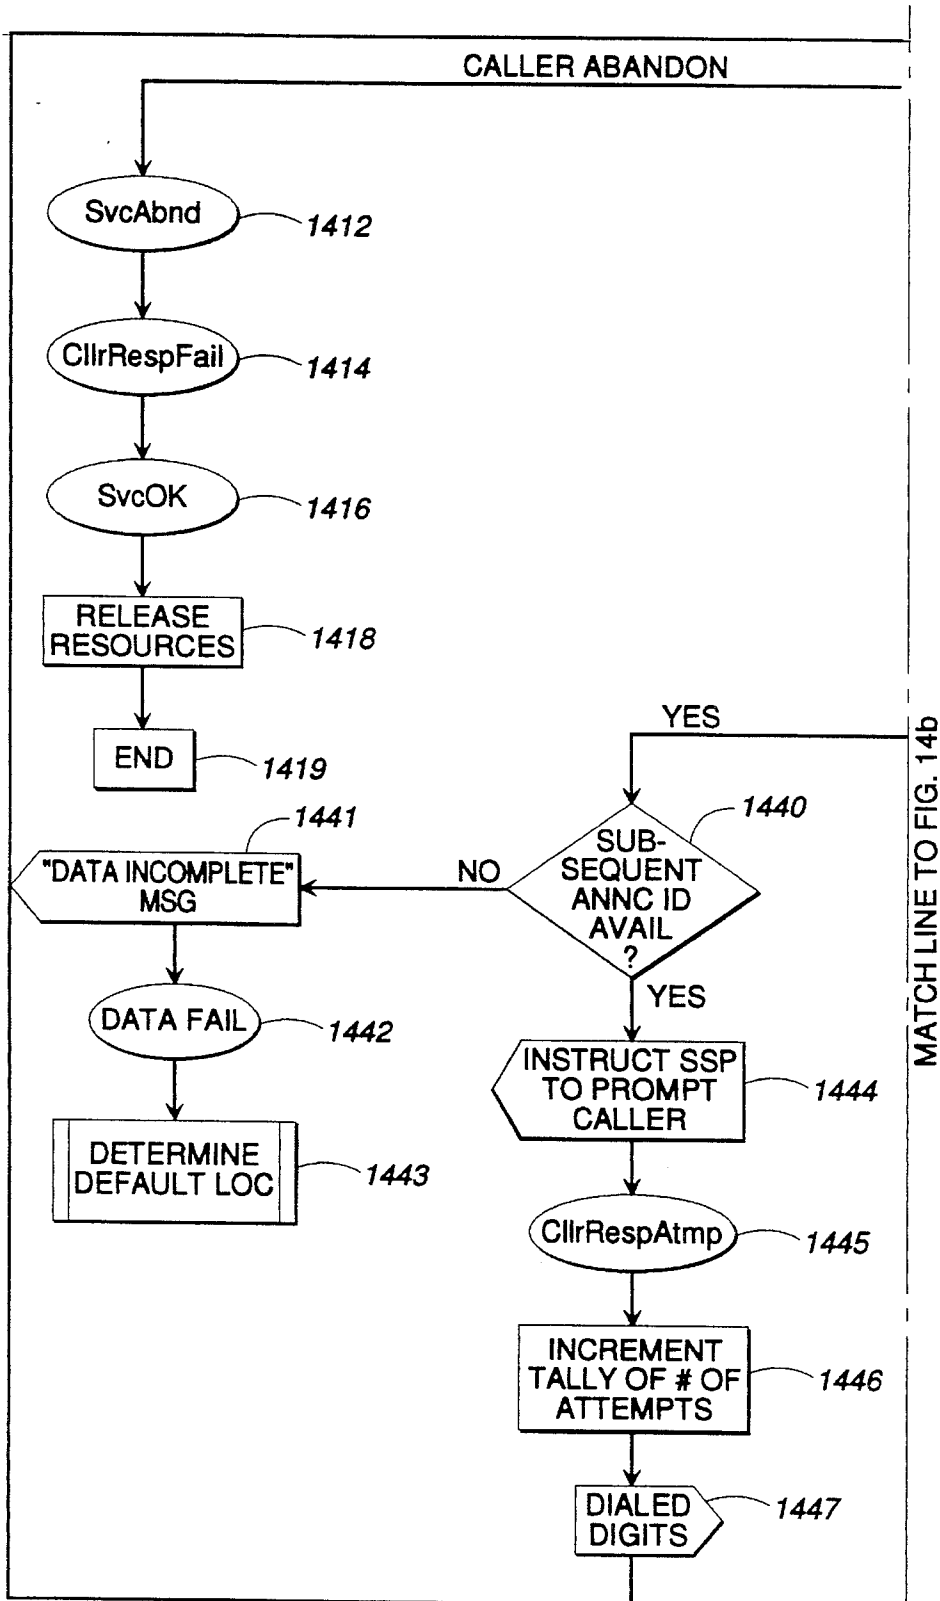 CALLER ABANDON
SvcAbnd
1412
CllrRespFail
1414
SvcOK
1416
RELEASE
RESOURCES
1418
END
1419
YES
1440
SUB-
SEQUENT
ANNC ID
AVAIL
?
NO
1441
"DATA INCOMPLETE"
MSG
DATA FAIL
1442
DETERMINE
DEFAULT LOC
1443
YES
INSTRUCT SSP
TO PROMPT
CALLER
1444
CllrRespAtmp
1445
INCREMENT
TALLY OF # OF
ATTEMPTS
1446
DIALED
DIGITS
1447
MATCH LINE TO FIG. 14b